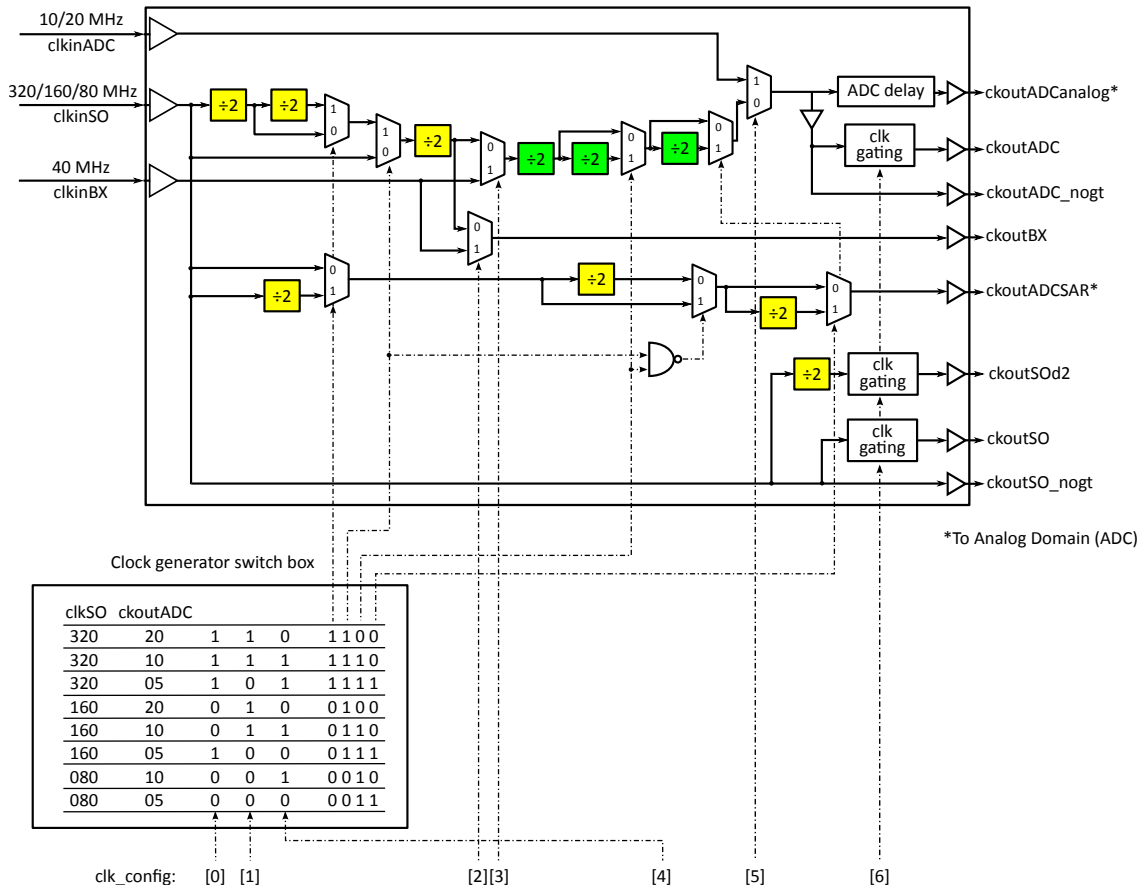 10/20 MHz
clkinADC
320/160/80 MHz
clkinSO
40 MHz
clkinBX
÷2
÷2
1
0
1
0
÷2
0
1
÷2
÷2
0
1
÷2
0
1
1
0
ADC delay
clk
gating
ckoutADCanalog*
ckoutADC
ckoutADC_nogt
0
1
ckoutBX
÷2
0
1
÷2
0
1
÷2
0
1
ckoutADCSAR*
÷2
clk
gating
ckoutSOd2
clk
gating
ckoutSO
ckoutSO_nogt
*To Analog Domain (ADC)
Clock generator switch box
clkSO ckoutADC
320 20 1 1 0 1 1 0 0
320 10 1 1 1 1 1 1 0
320 05 1 0 1 1 1 1 1
160 20 0 1 0 0 1 0 0
160 10 0 1 1 0 1 1 0
160 05 1 0 0 0 1 1 1
080 10 0 0 1 0 0 1 0
080 05 0 0 0 0 0 1 1
clk_config: [0] [1] [2][3] [4] [5] [6]